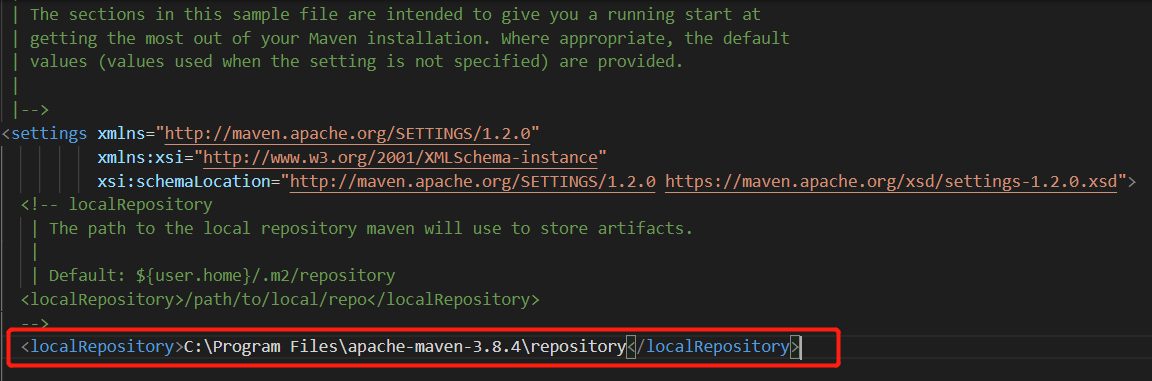 | The sections in this sample file are intended to give you a running start at
| getting the most out of your Maven installation. Where appropriate, the default
| values (values used when the setting is not specified) are provided.
|
|-->
<settings xmlns="http://maven.apache.org/SETTINGS/1.2.0"
xmlns:xsi="http://www.w3.org/2001/XMLSchema-instance"
xsi:schemaLocation="http://maven.apache.org/SETTINGS/1.2.0 https://maven.apache.org/xsd/settings-1.2.0.xsd">
<!-- localRepository
| The path to the local repository maven will use to store artifacts.
|
| Default: ${user.home}/.m2/repository
<localRepository>/path/to/local/repo</localRepository>
-->
<localRepository>C:\Program Files\apache-maven-3.8.4\repository</localRepository>